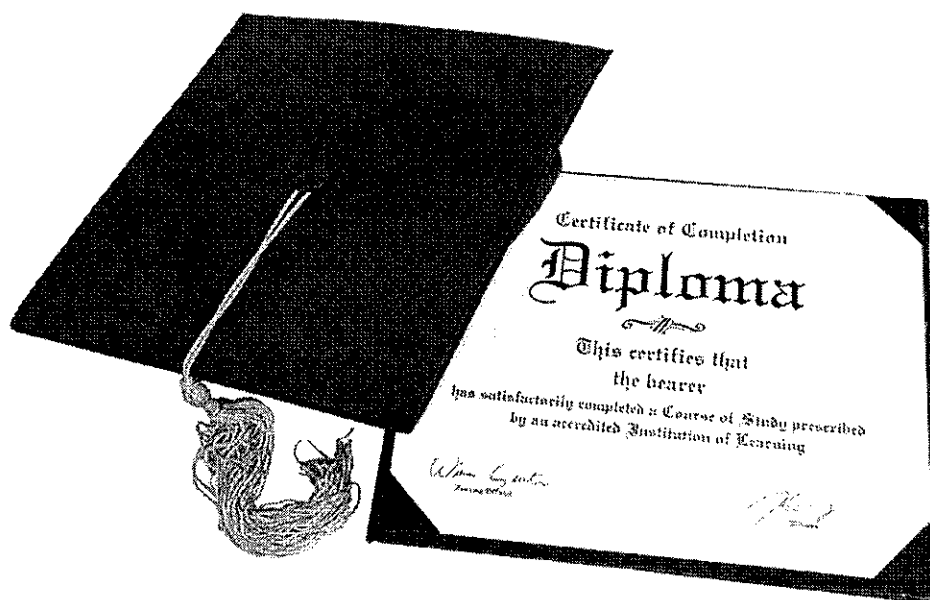 Certificate of Completion
Diploma
This certifies that
the bearer
has satisfactorily completed a Course of Study prescribed
by an accredited Institution of Learning